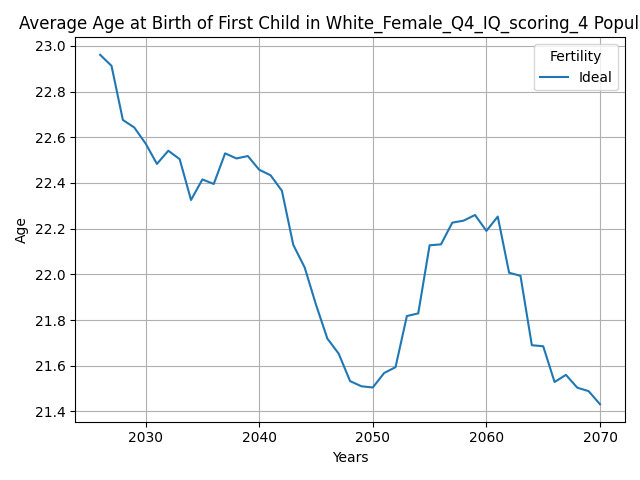 Average Age at Birth of First Child in White_Female_Q4_IQ_scoring_4 Popul
23.0
22.8
22.6
22.4
22.2
22.0
21.8
21.6
21.4
Age
Fertility
Ideal
2030 2040 2050 2060 2070
Years